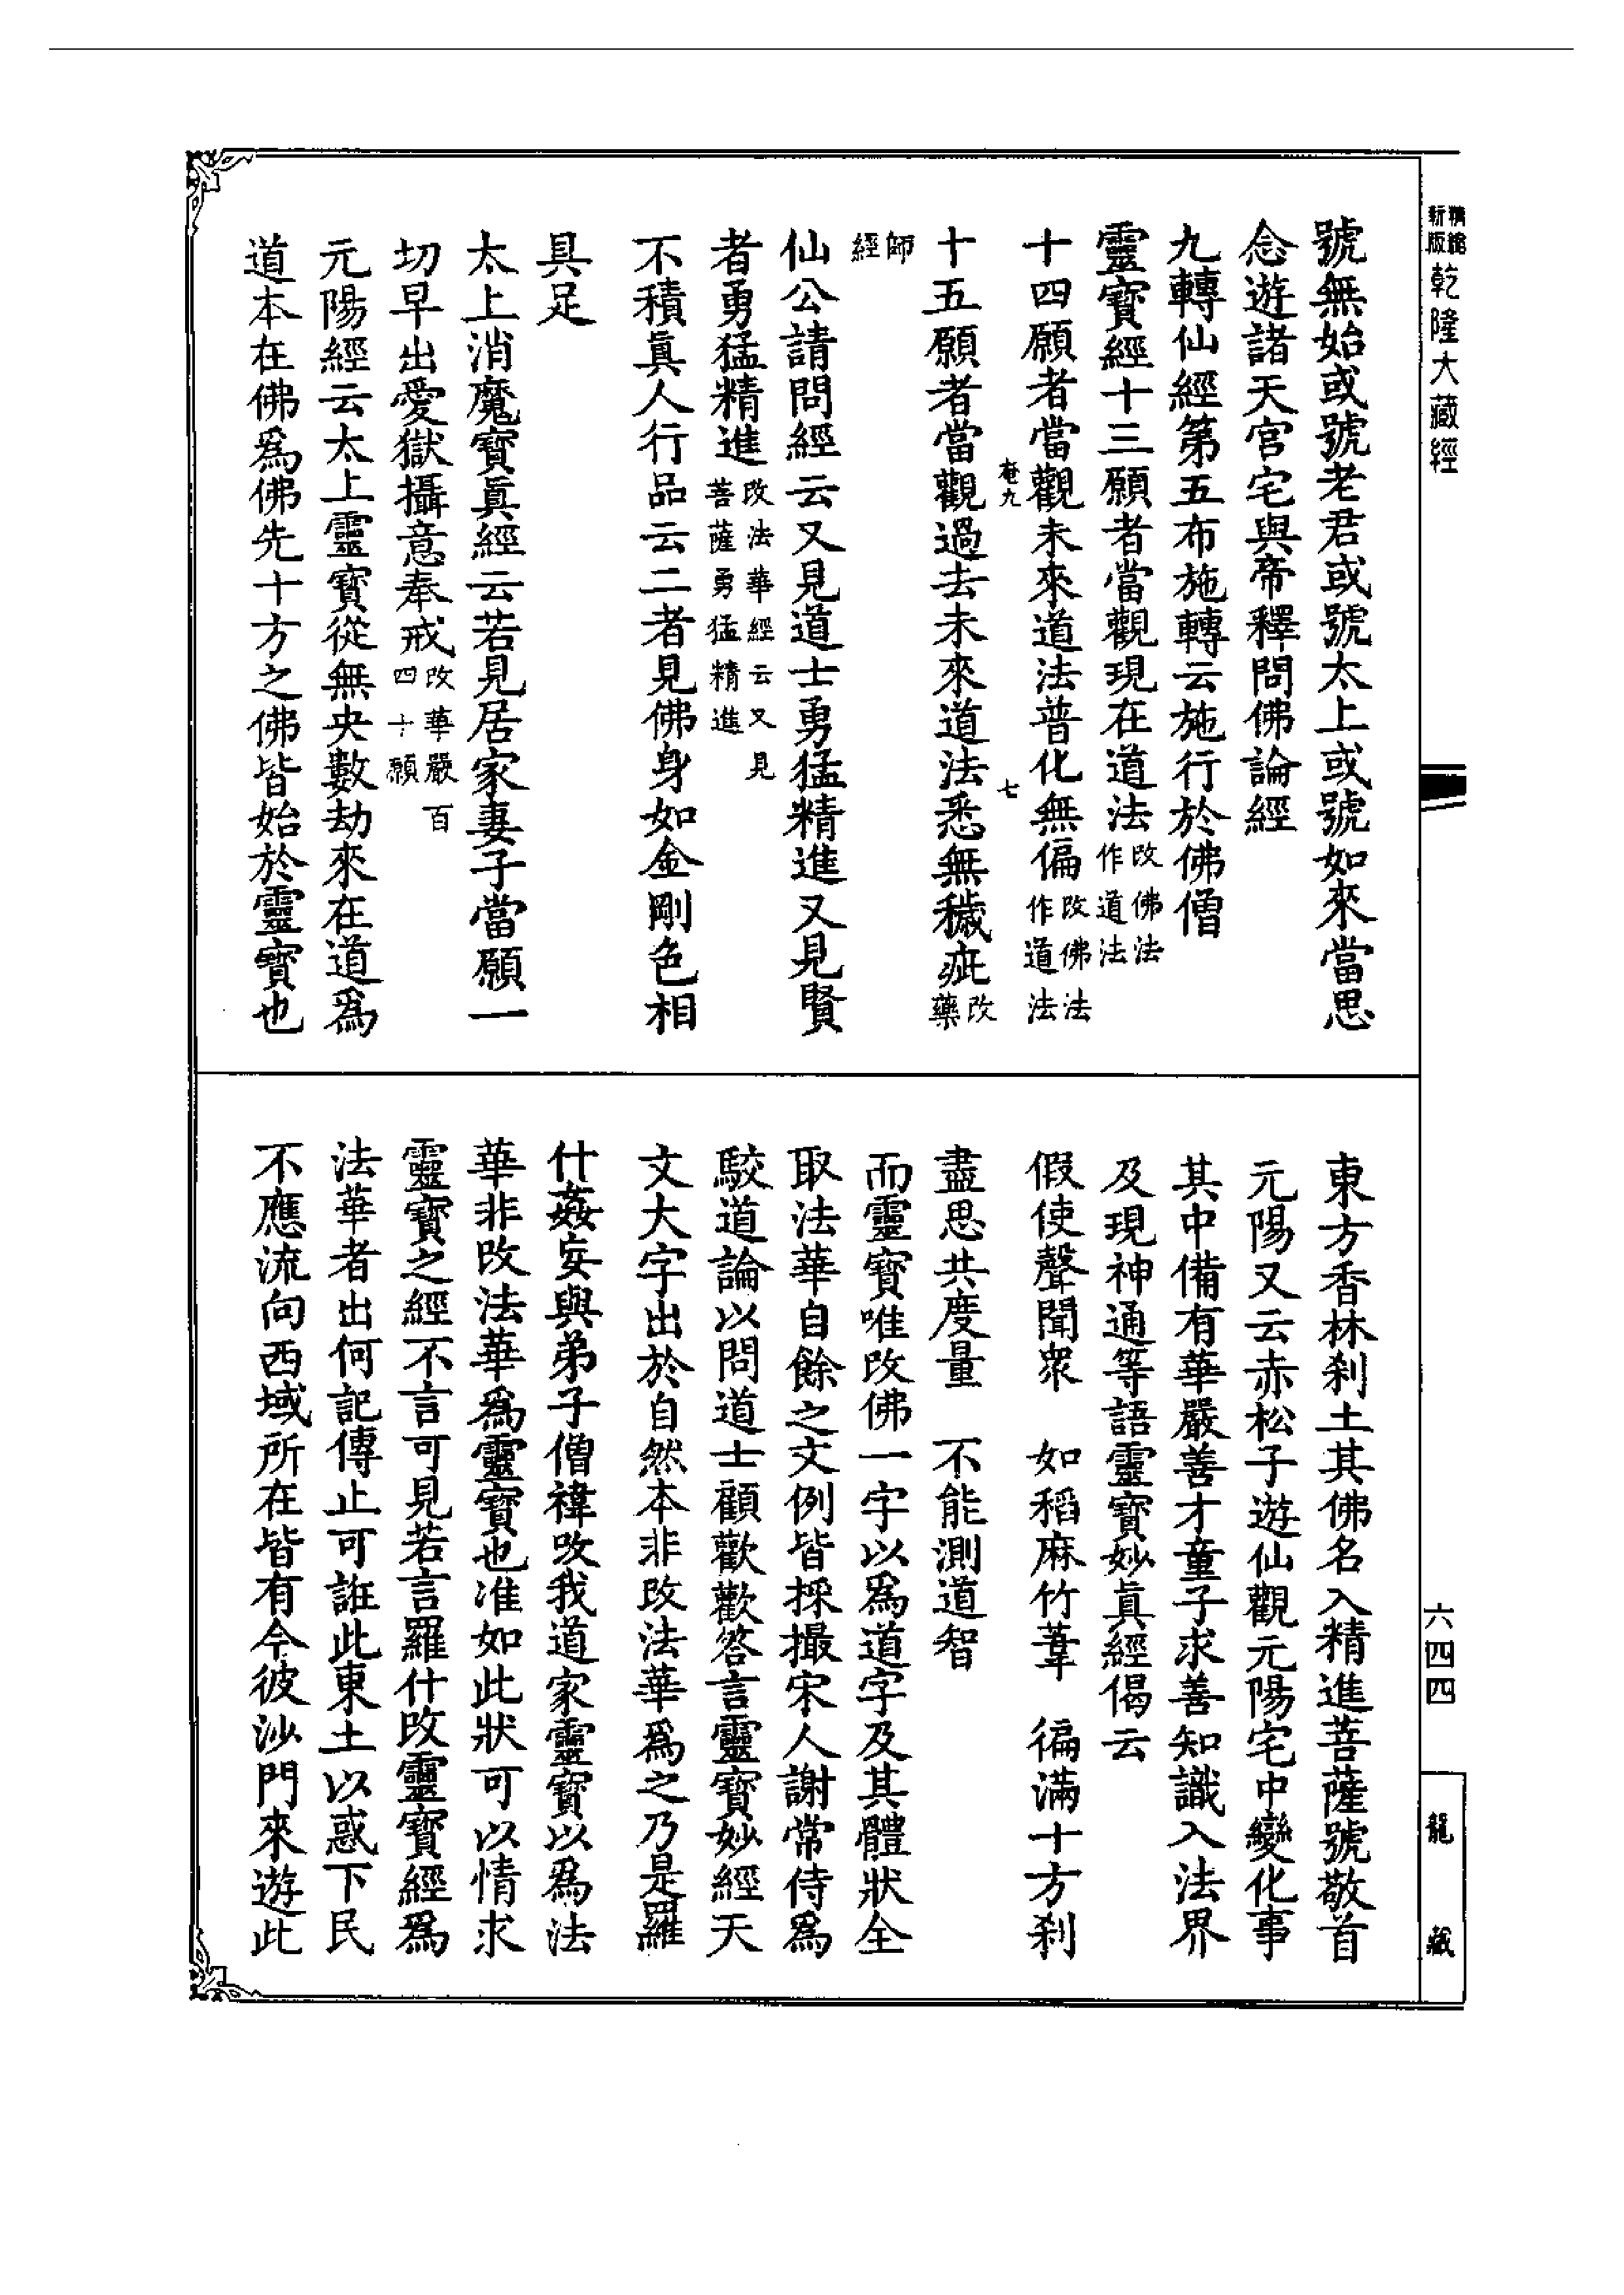 精縮新版
乾隆大藏經
號無始或號老君或號太上或號如來當思
念遊諸天宮宅與帝釋問佛論經
九轉仙經第五布施轉云施行於佛僧
靈寶經十三願者當觀現在道法改佛法作道法
十四願者當觀未來道法普化無偏改佛法作道法
七
十五願者當觀過去未來道法悉無穢疵改藥
師經
仙公請問經云又見道士勇猛精進又見賢
者勇猛精進改法華經云又見菩薩勇猛精進
不積眞人行品云二者見佛身如金剛色相
具足
太上消魔寶眞經云若見居家妻子當願一
切早出愛獄攝意奉戒改華嚴百四十願
元陽經云太上靈寶從無央數劫來在道爲
道本在佛爲佛先十方之佛皆始於靈寶也
東方香林刹土其佛名入精進菩薩號敬首
元陽又云赤松子遊仙觀元陽宅中變化事
其中備有華嚴善才童子求善知識入法界
及現神通等語靈寶妙眞經偈云
假使聲聞眾　如稻麻竹葦　徧滿十方刹
盡思共度量　不能測道智
而靈寶唯改佛一字以爲道字及其體狀全
取法華自餘之文例皆採撮宋人謝常侍爲
駮道論以問道士顧歡歡答言靈寶妙經天
文大字出於自然本非改法華爲之乃是羅
什姦妄與弟子僧禕改我道家靈寶以爲法
華非改法華爲靈寶也准如此狀可以情求
靈寶之經不言可見若言羅什改靈寶經爲
法華者出何記傳止可誑此東土以惑下民
不應流向西域所在皆有今彼沙門來遊此
六四四
龍藏